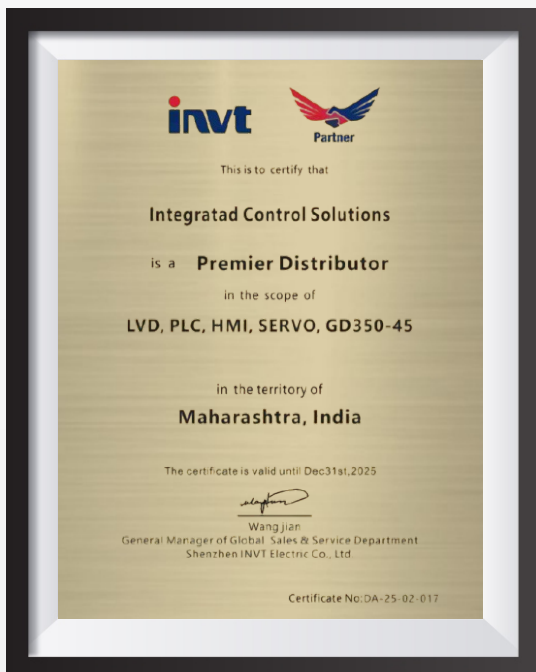 invt
Partner
This is to certify that
Integratad Control Solutions
is a Premier Distributor
in the scope of
LVD, PLC, HMI, SERVO, GD350-45
in the territory of
Maharashtra, India
The certificate is valid until Dec31st,2025
Wang Jian
General Manager of Global Sales & Service Department
Shenzhen INVT Electric Co., Ltd
Certificate No:DA-25-02-017